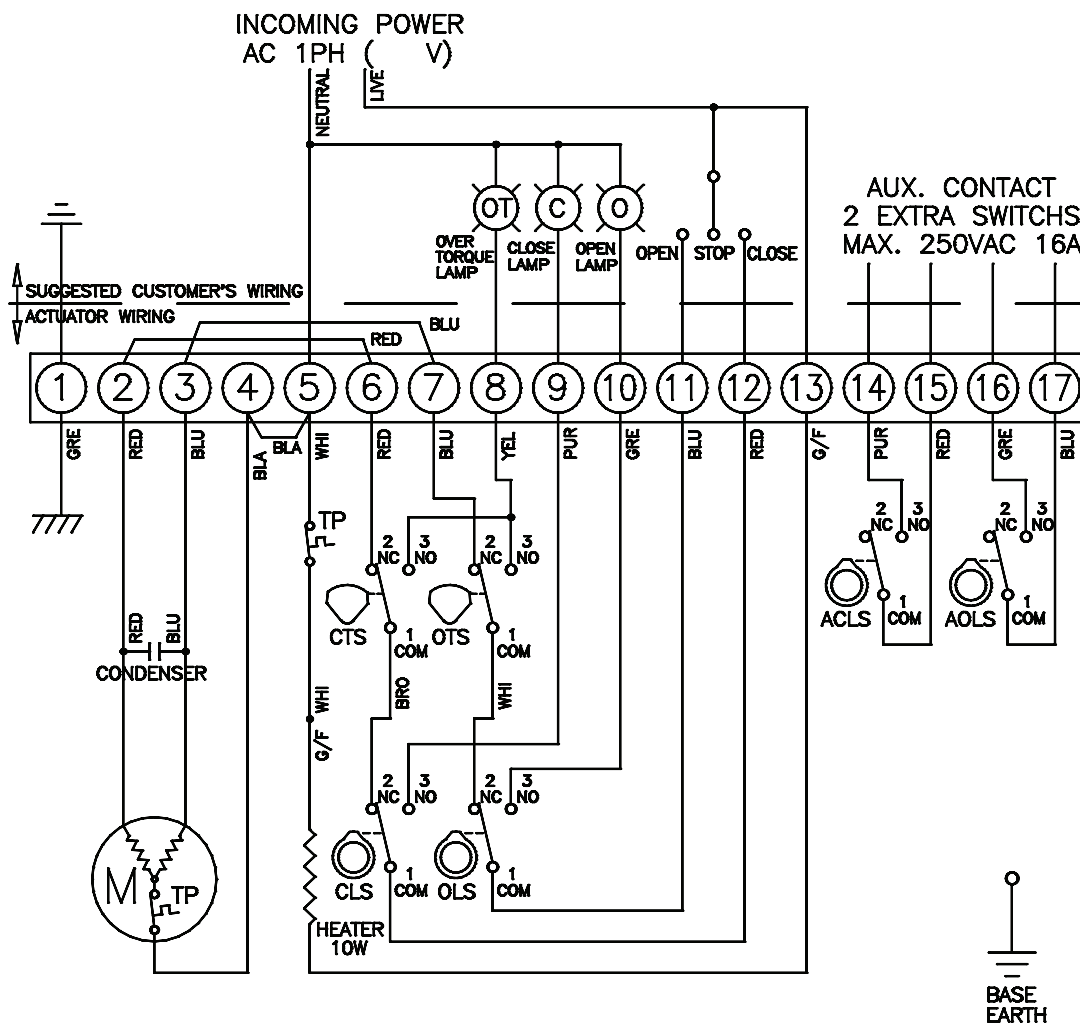 INCOMING POWER
AC 1PH (    V)
NEUTRAL
LIVE
OT
C
O
OVER
TORQUE
LAMP
CLOSE
LAMP
OPEN
LAMP
OPEN
STOP
CLOSE
AUX. CONTACT
2 EXTRA SWITCHS
MAX. 250VAC 16A
SUGGESTED CUSTOMER'S WIRING
ACTUATOR WIRING
BLU
RED
1 2 3 4 5 6 7 8 9 10 11 12 13 14 15 16 17
GRE
RED
BLU
BLA
BLA
WHI
RED
BLU
YEL
PUR
GRE
BLU
RED
G/F
PUR
RED
GRE
BLU
TP
2
NC
3
NO
2
NC
3
NO
2
NC
3
NO
2
NC
3
NO
CTS
1
COM
OTS
1
COM
ACLS
1
COM
AOLS
1
COM
RED
BLU
CONDENSER
WHI
G/F
BRO
WHI
2
NC
3
NO
2
NC
3
NO
M
TP
CLS
1
COM
OLS
1
COM
HEATER
10W
BASE
EARTH